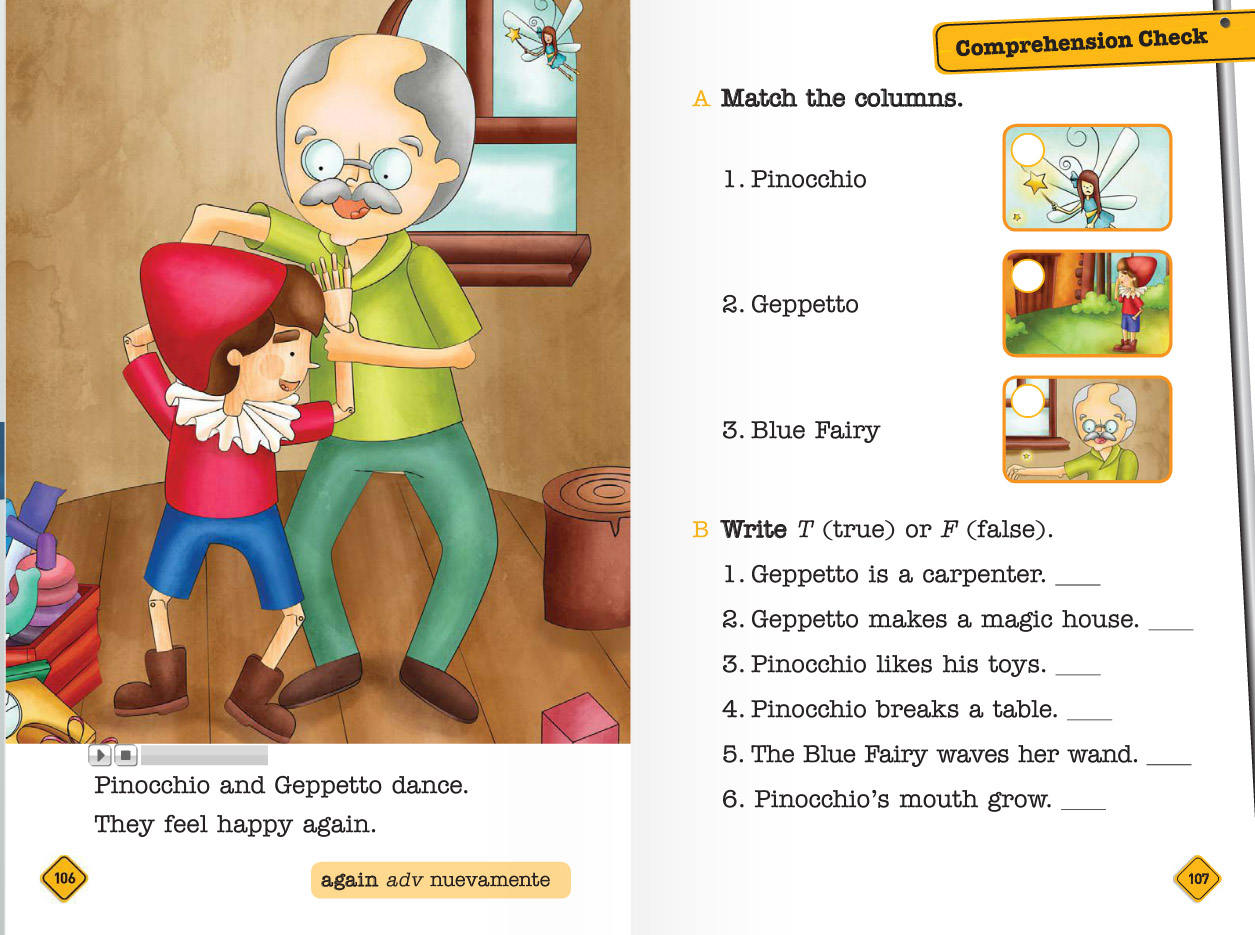 Pinocchio and Geppetto dance.
They feel happy again.
again adv nuevamente
106
Comprehension Check
A Match the columns.
1. Pinocchio
2. Geppetto
3. Blue Fairy
B Write T (true) or F (false).
1. Geppetto is a carpenter. ____
2. Geppetto makes a magic house. ____
3. Pinocchio likes his toys. ____
4. Pinocchio breaks a table. ____
5. The Blue Fairy waves her wand. ____
6. Pinocchio's mouth grow. ____
107